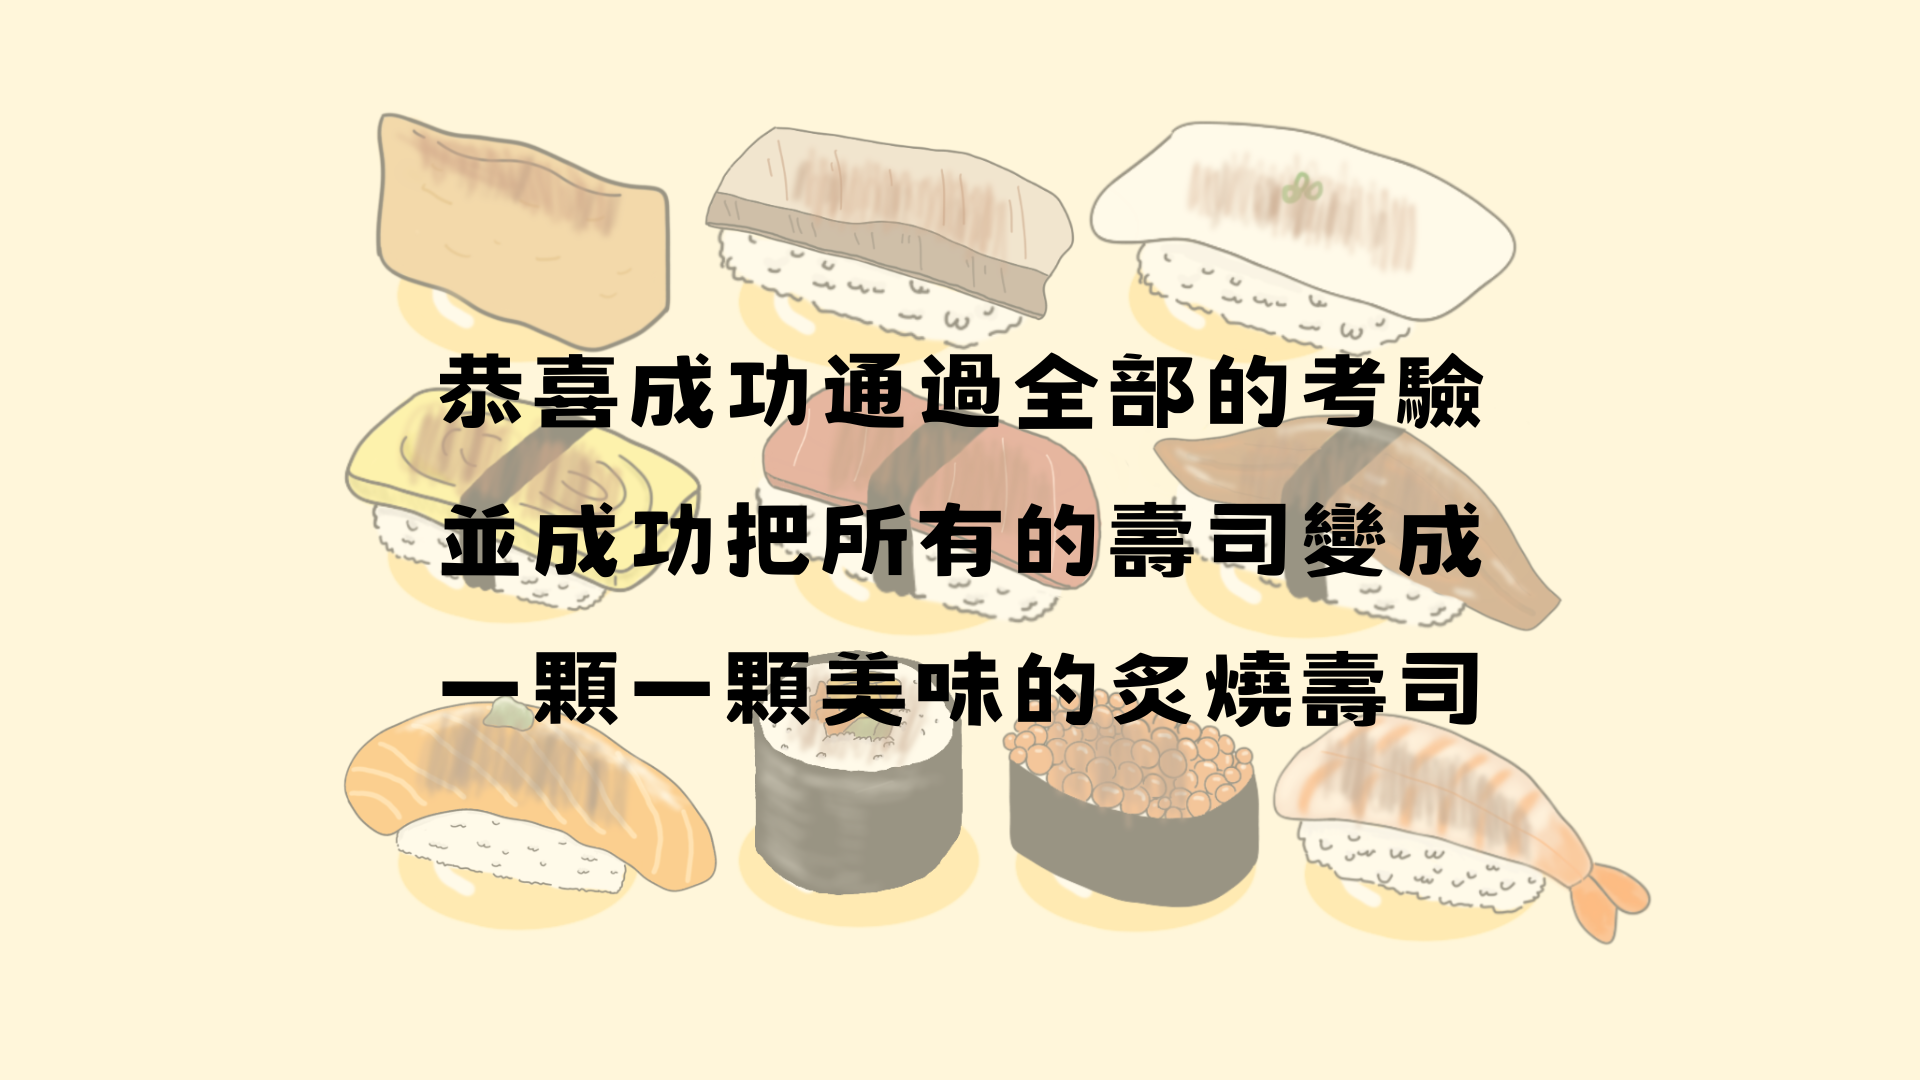 恭喜成功通過全部的考驗
並成功把所有的壽司變成
一顆一顆美味的炙燒壽司